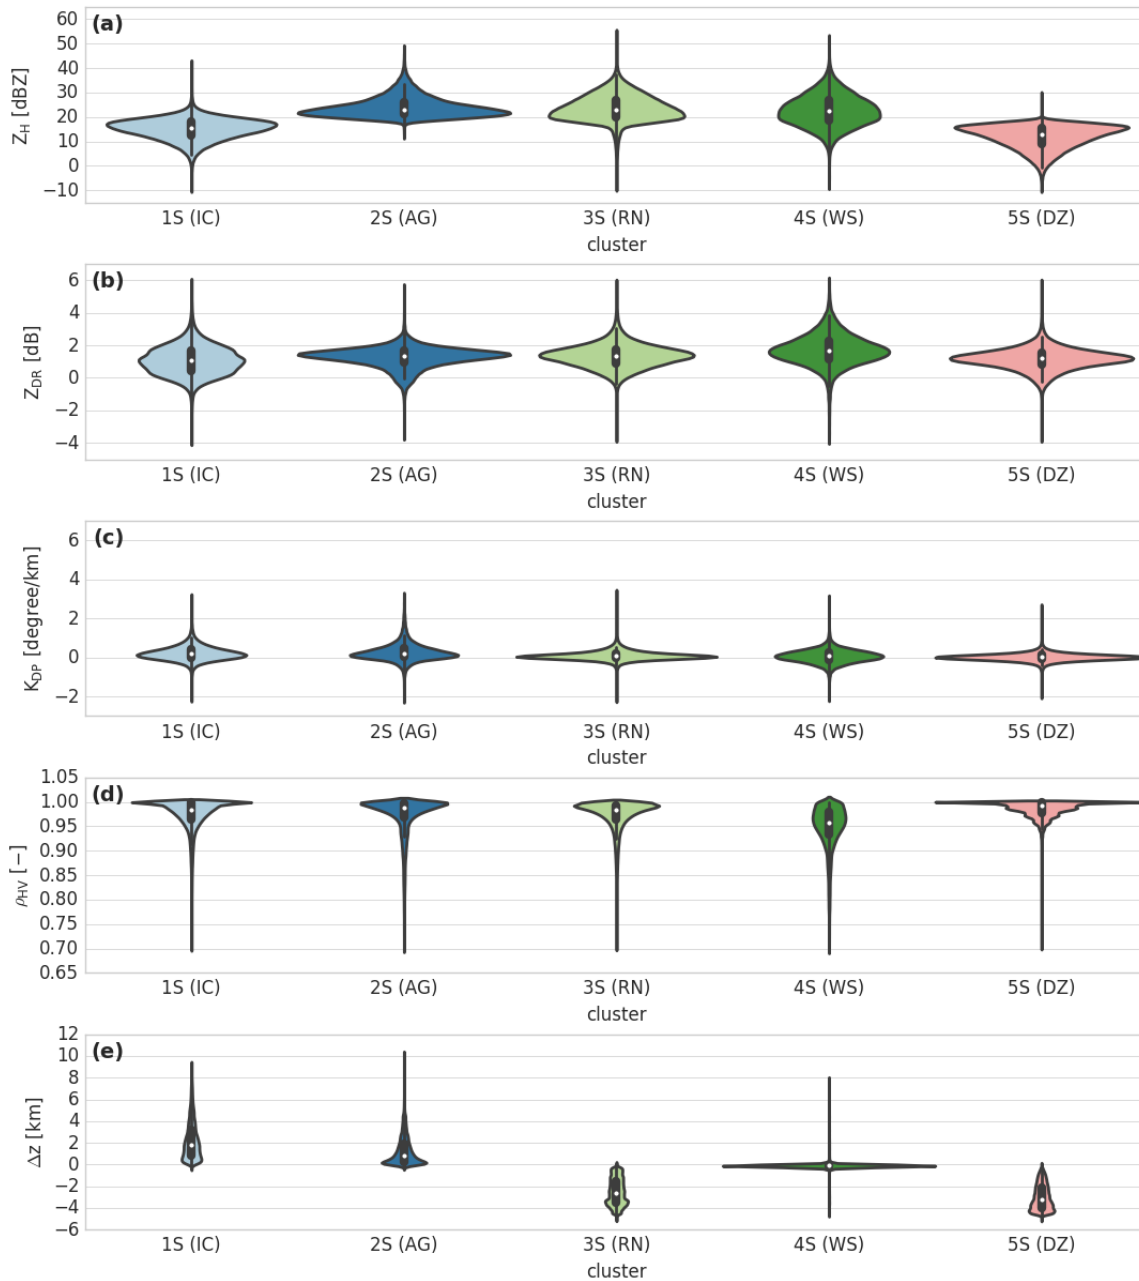 (a)
Z_H [dBZ]
60
50
40
30
20
10
0
−10
1S (IC) 2S (AG) 3S (RN) 4S (WS) 5S (DZ)
cluster
(b)
Z_DR [dB]
6
4
2
0
−2
−4
1S (IC) 2S (AG) 3S (RN) 4S (WS) 5S (DZ)
cluster
(c)
K_DP [degree/km]
6
4
2
0
−2
1S (IC) 2S (AG) 3S (RN) 4S (WS) 5S (DZ)
cluster
(d)
ρ_HV [−]
1.05
1.00
0.95
0.90
0.85
0.80
0.75
0.70
0.65
1S (IC) 2S (AG) 3S (RN) 4S (WS) 5S (DZ)
cluster
(e)
Δz [km]
12
10
8
6
4
2
0
−2
−4
−6
1S (IC) 2S (AG) 3S (RN) 4S (WS) 5S (DZ)
cluster